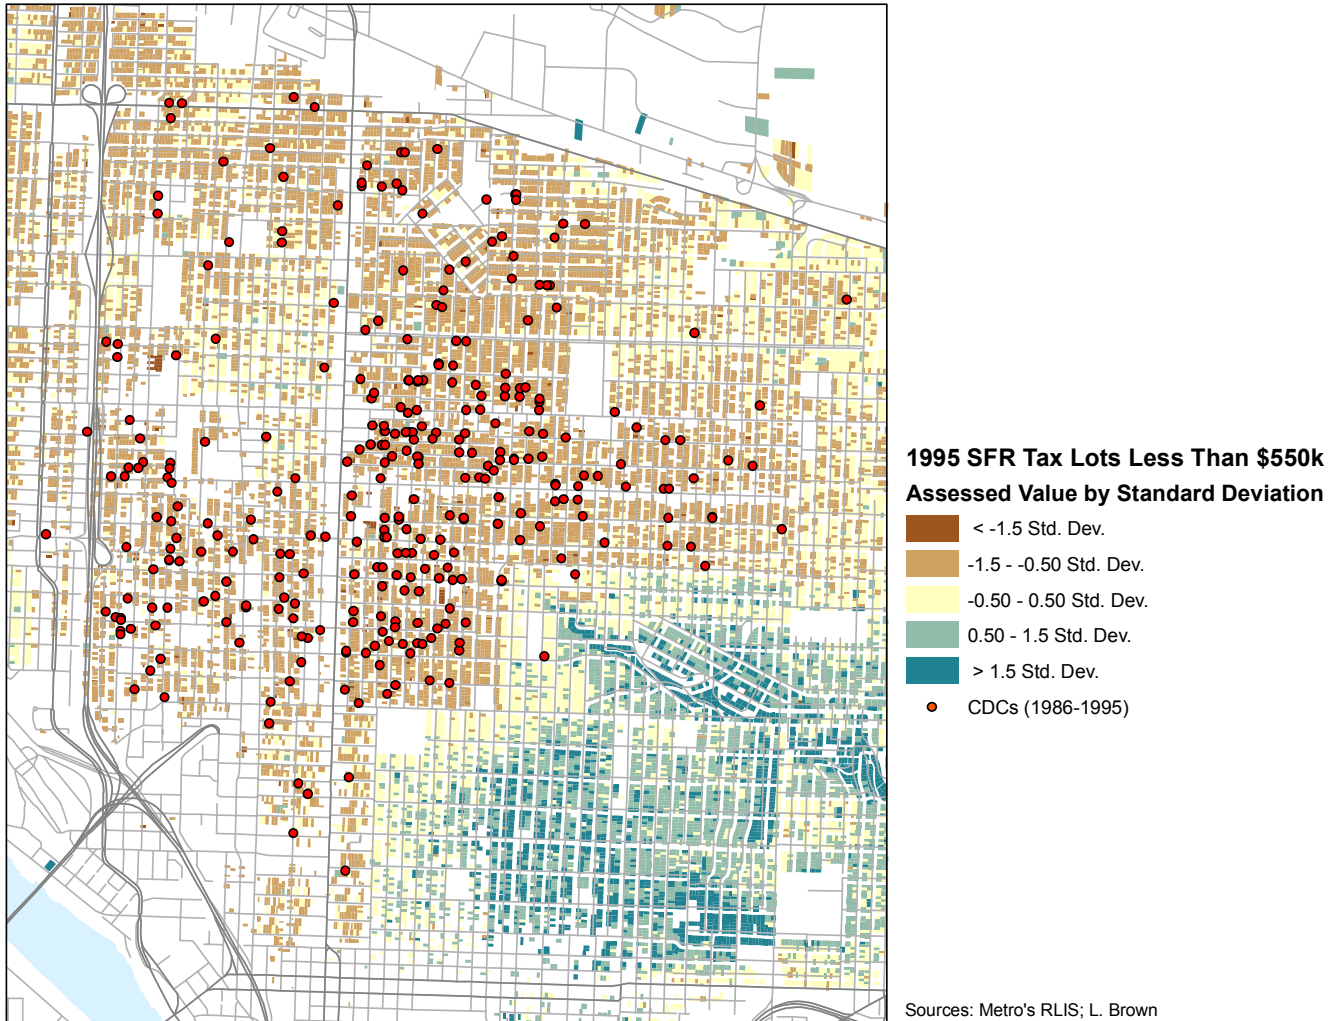 1995 SFR Tax Lots Less Than $550k
Assessed Value by Standard Deviation
< -1.5 Std. Dev.
-1.5 - -0.50 Std. Dev.
-0.50 - 0.50 Std. Dev.
0.50 - 1.5 Std. Dev.
> 1.5 Std. Dev.
CDCs (1986-1995)
Sources: Metro's RLIS; L. Brown